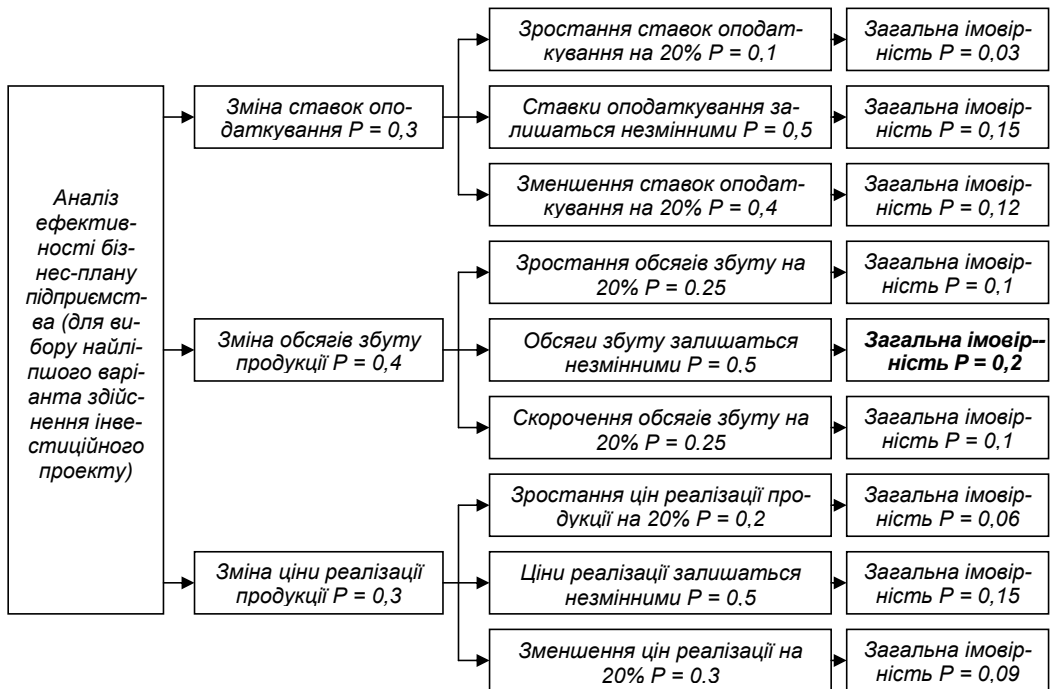 Аналіз
ефектив-
ності біз-
нес-плану
підприємст-
ва (для ви-
бору найлі-
пшого варі-
анта здійс-
нення інве-
стиційного
проекту)
Зміна ставок опо-
даткування P = 0,3
Зростання ставок оподат-
кування на 20% P = 0,1
Загальна імовір-
ність P = 0,03
Ставки оподаткування за-
лишаться незмінними P = 0,5
Загальна імовір-
ність P = 0,15
Зменшення ставок оподат-
кування на 20% P = 0,4
Загальна імовір-
ність P = 0,12
Зміна обсягів збуту
продукції P = 0,4
Зростання обсягів збуту на
20% P = 0.25
Загальна імовір-
ність P = 0,1
Обсяги збуту залишаться
незмінними P = 0.5
Загальна імовір--
ність P = 0,2
Скорочення обсягів збуту на
20% P = 0.25
Загальна імовір-
ність P = 0,1
Зміна ціни реалізації
продукції P = 0,3
Зростання цін реалізації про-
дукції на 20% P = 0,2
Загальна імовір-
ність P = 0,06
Ціни реалізації залишаться
незмінними P = 0.5
Загальна імовір-
ність P = 0,15
Зменшення цін реалізації на
20% P = 0.3
Загальна імовір-
ність P = 0,09